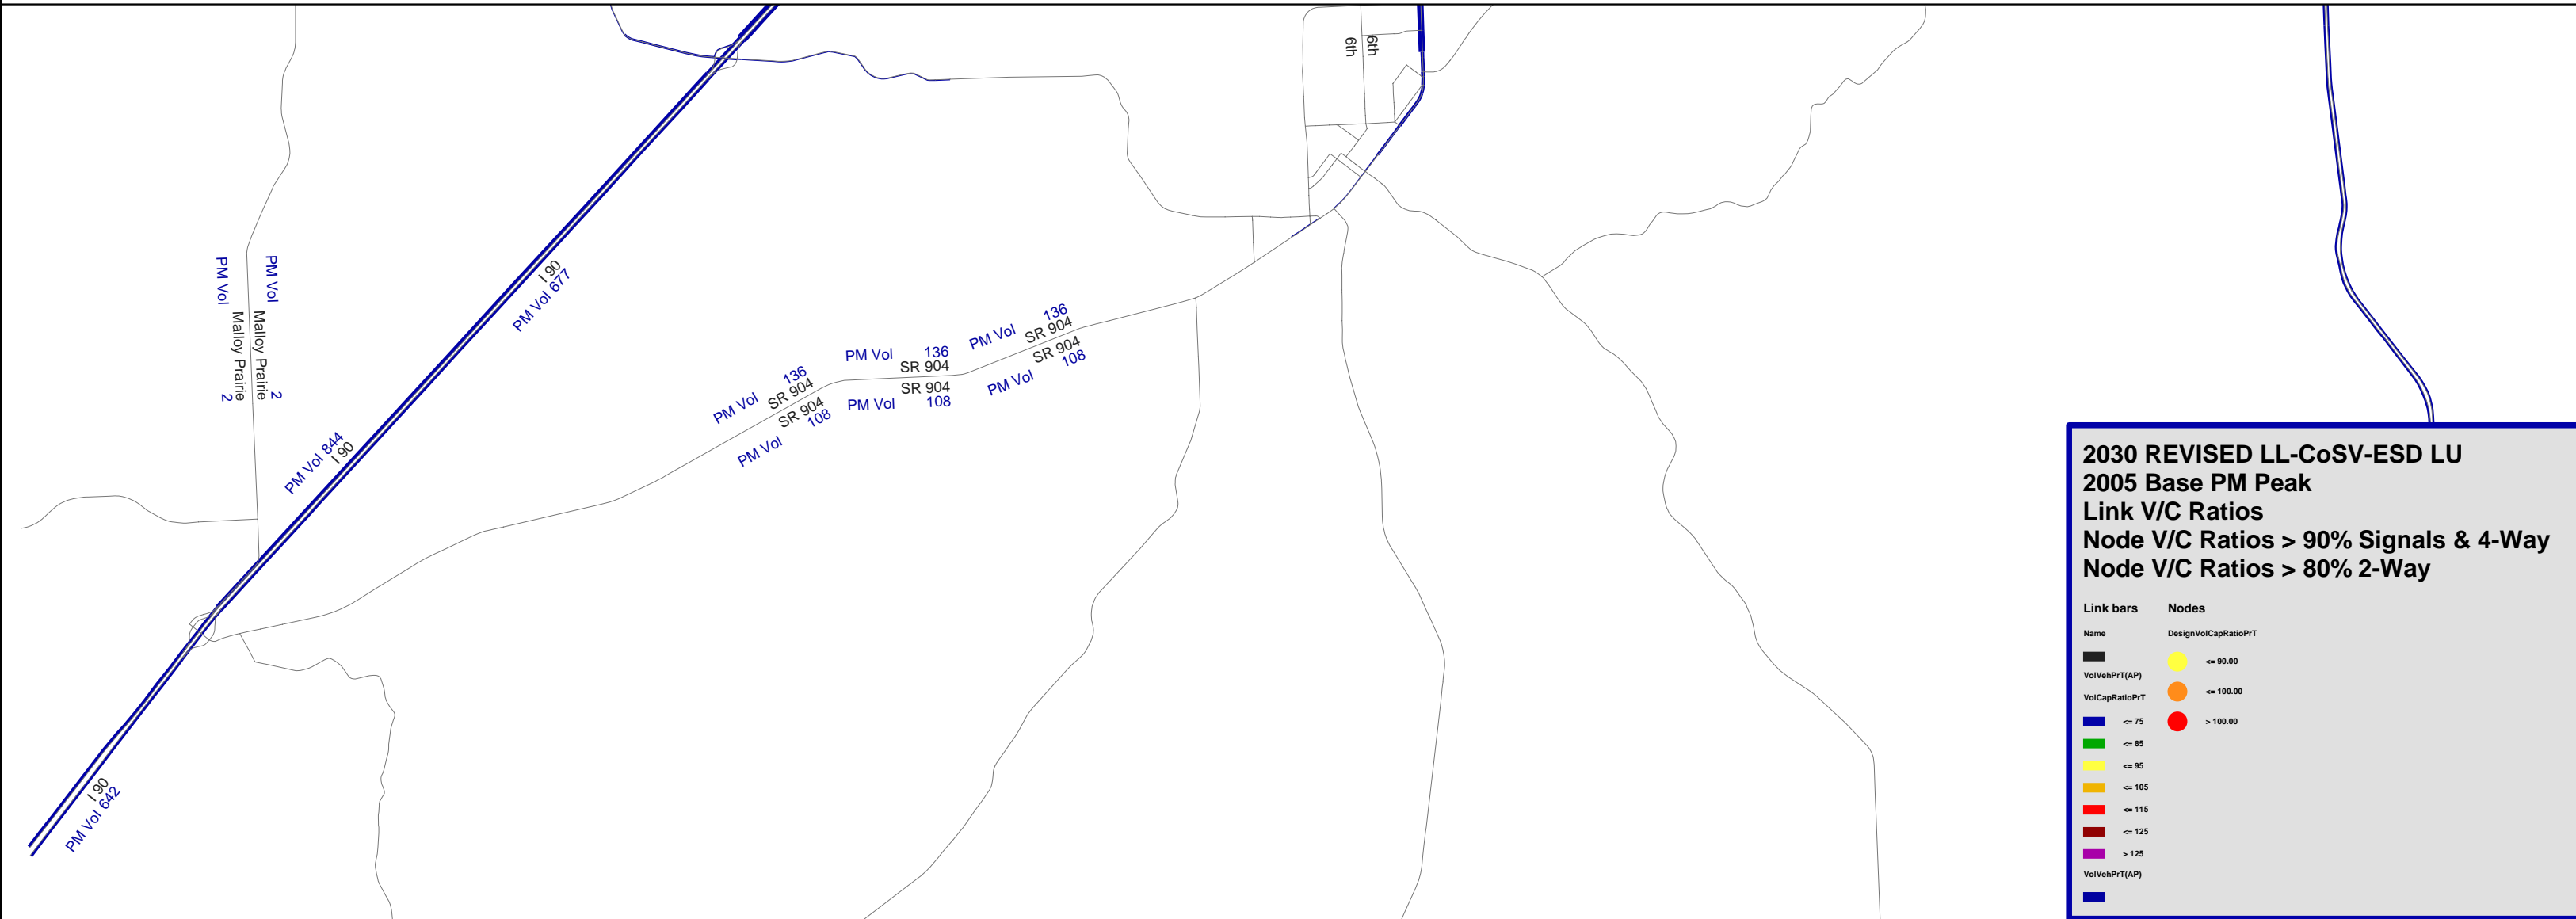 6th
6th
PM Vol
Malloy Prairie
2
PM Vol
Malloy Prairie
2
I 90
PM Vol 677
PM Vol 844
I 90
I 90
PM Vol 642
PM Vol 136
SR 904
SR 904
PM Vol 108
PM Vol 136
SR 904
SR 904
PM Vol 108
PM Vol 136
SR 904
SR 904
PM Vol 108
2030 REVISED LL-CoSV-ESD LU
2005 Base PM Peak
Link V/C Ratios
Node V/C Ratios > 90% Signals & 4-Way
Node V/C Ratios > 80% 2-Way
Link bars
Name
VolVehPrT(AP)
VolCapRatioPrT
<= 75
<= 85
<= 95
<= 105
<= 115
<= 125
> 125
VolVehPrT(AP)
Nodes
DesignVolCapRatioPrT
<= 90.00
<= 100.00
> 100.00